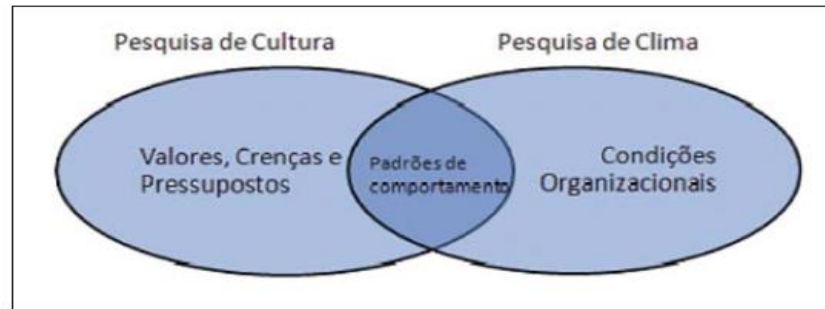 Pesquisa de Cultura
Pesquisa de Clima
Valores, Crenças e
Pressupostos
Padrões de
comportamento
Condições
Organizacionais